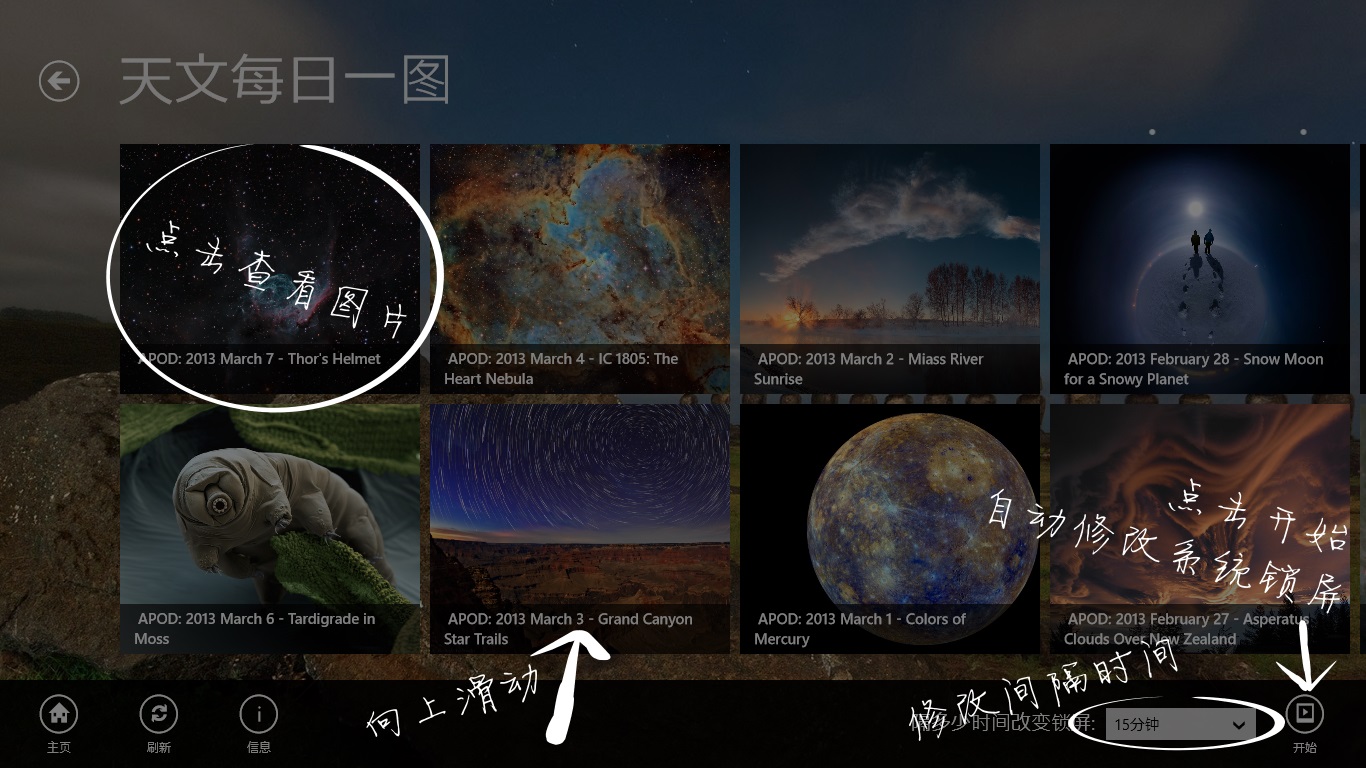 天文每日一图
点击查看图片
APOD: 2013 March 7 - Thor's Helmet
APOD: 2013 March 4 - IC 1805: The
Heart Nebula
APOD: 2013 March 2 - Miass River
Sunrise
APOD: 2013 February 28 - Snow Moon
for a Snowy Planet
APOD: 2013 March 6 - Tardigrade in
Moss
APOD: 2013 March 3 - Grand Canyon
Star Trails
APOD: 2013 March 1 - Colors of
Mercury
APOD: 2013 February 27 - Asperatus
Clouds Over New Zealand
点击开始
自动修改系统锁屏
向上滑动
修改间隔时间
主页
刷新
信息
隔多少时间改变锁屏:
15分钟
开始